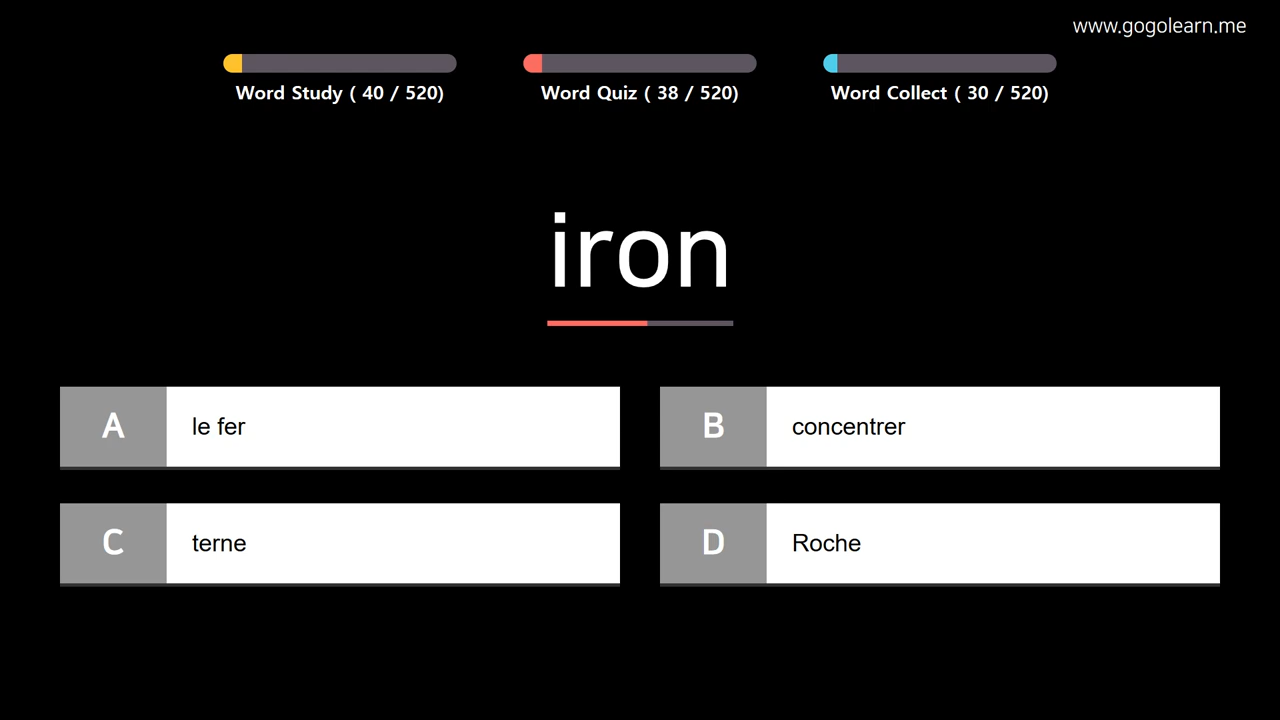 www.gogolearn.me
Word Study ( 40 / 520)
Word Quiz ( 38 / 520)
Word Collect ( 30 / 520)
iron
A le fer
B concentrer
C terne
D Roche